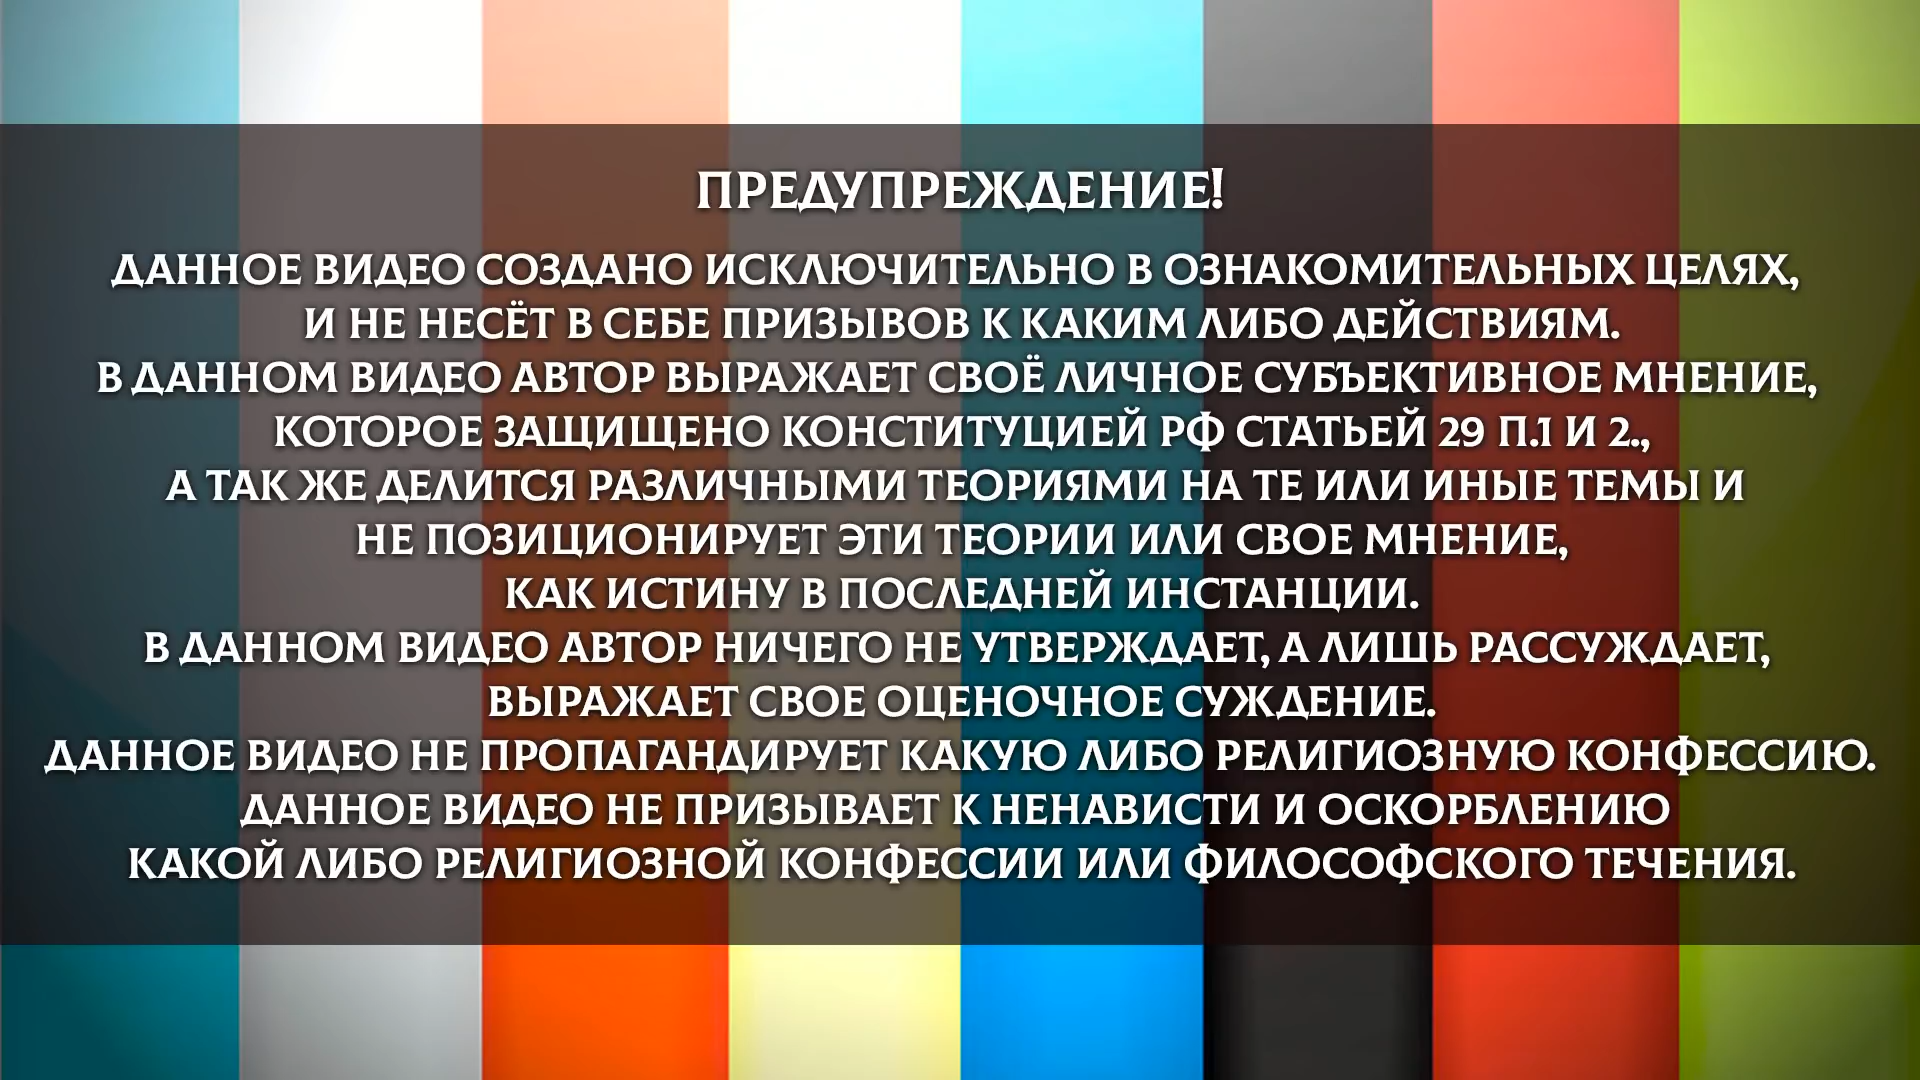 ПРЕДУПРЕЖДЕНИЕ!
ДАННОЕ ВИДЕО СОЗДАНО ИСКЛЮЧИТЕЛЬНО В ОЗНАКОМИТЕЛЬНЫХ ЦЕЛЯХ,
И НЕ НЕСЁТ В СЕБЕ ПРИЗЫВОВ К КАКИМ ЛИБО ДЕЙСТВИЯМ.
В ДАННОМ ВИДЕО АВТОР ВЫРАЖАЕТ СВОЁ ЛИЧНОЕ СУБЪЕКТИВНОЕ МНЕНИЕ,
КОТОРОЕ ЗАЩИЩЕНО КОНСТИТУЦИЕЙ РФ СТАТЬЕЙ 29 П.1 И 2.,
А ТАК ЖЕ ДЕЛИТСЯ РАЗЛИЧНЫМИ ТЕОРИЯМИ НА ТЕ ИЛИ ИНЫЕ ТЕМЫ И
НЕ ПОЗИЦИОНИРУЕТ ЭТИ ТЕОРИИ ИЛИ СВОЕ МНЕНИЕ,
КАК ИСТИНУ В ПОСЛЕДНЕЙ ИНСТАНЦИИ.
В ДАННОМ ВИДЕО АВТОР НИЧЕГО НЕ УТВЕРЖДАЕТ, А ЛИШЬ РАССУЖДАЕТ,
ВЫРАЖАЕТ СВОЕ ОЦЕНОЧНОЕ СУЖДЕНИЕ.
ДАННОЕ ВИДЕО НЕ ПРОПАГАНДИРУЕТ КАКУЮ ЛИБО РЕЛИГИОЗНУЮ КОНФЕССИЮ.
ДАННОЕ ВИДЕО НЕ ПРИЗЫВАЕТ К НЕНАВИСТИ И ОСКОРБЛЕНИЮ
КАКОЙ ЛИБО РЕЛИГИОЗНОЙ КОНФЕССИИ ИЛИ ФИЛОСОФСКОГО ТЕЧЕНИЯ.